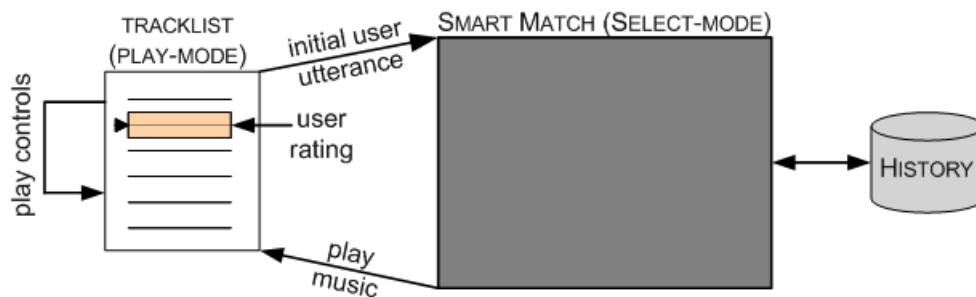 TRACKLIST
(PLAY-MODE)
initial user
utterance
SMART MATCH (SELECT-MODE)
play controls
user
rating
HISTORY
play
music